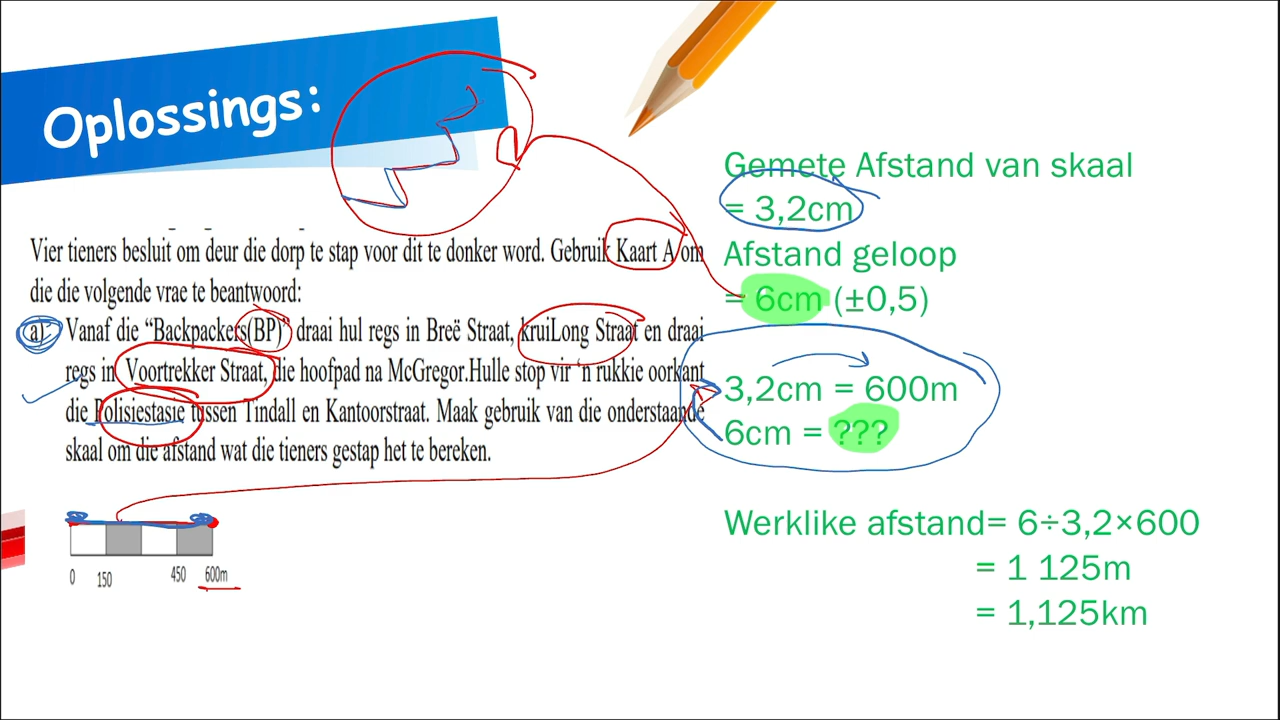 Oplossings:
Vier tieners besluit om deur die dorp te stap voor dit te donker word. Gebruik Kaart A om
die die volgende vrae te beantwoord:
a) Vanaf die “Backpackers(BP)” draai hul regs in Breë Straat, kruiLong Straat en draai
regs in Voortrekker Straat, die hoofpad na McGregor.Hulle stop vir ‘n rukkie oorkant
die Polisiestasie tussen Tindall en Kantoorstraat. Maak gebruik van die onderstaande
skaal om die afstand wat die tieners gestap het te bereken.
0 150 450 600m
Gemete Afstand van skaal
= 3,2cm
Afstand geloop
= 6cm (±0,5)
3,2cm = 600m
6cm = ???
Werklike afstand= 6÷3,2×600
= 1 125m
= 1,125km